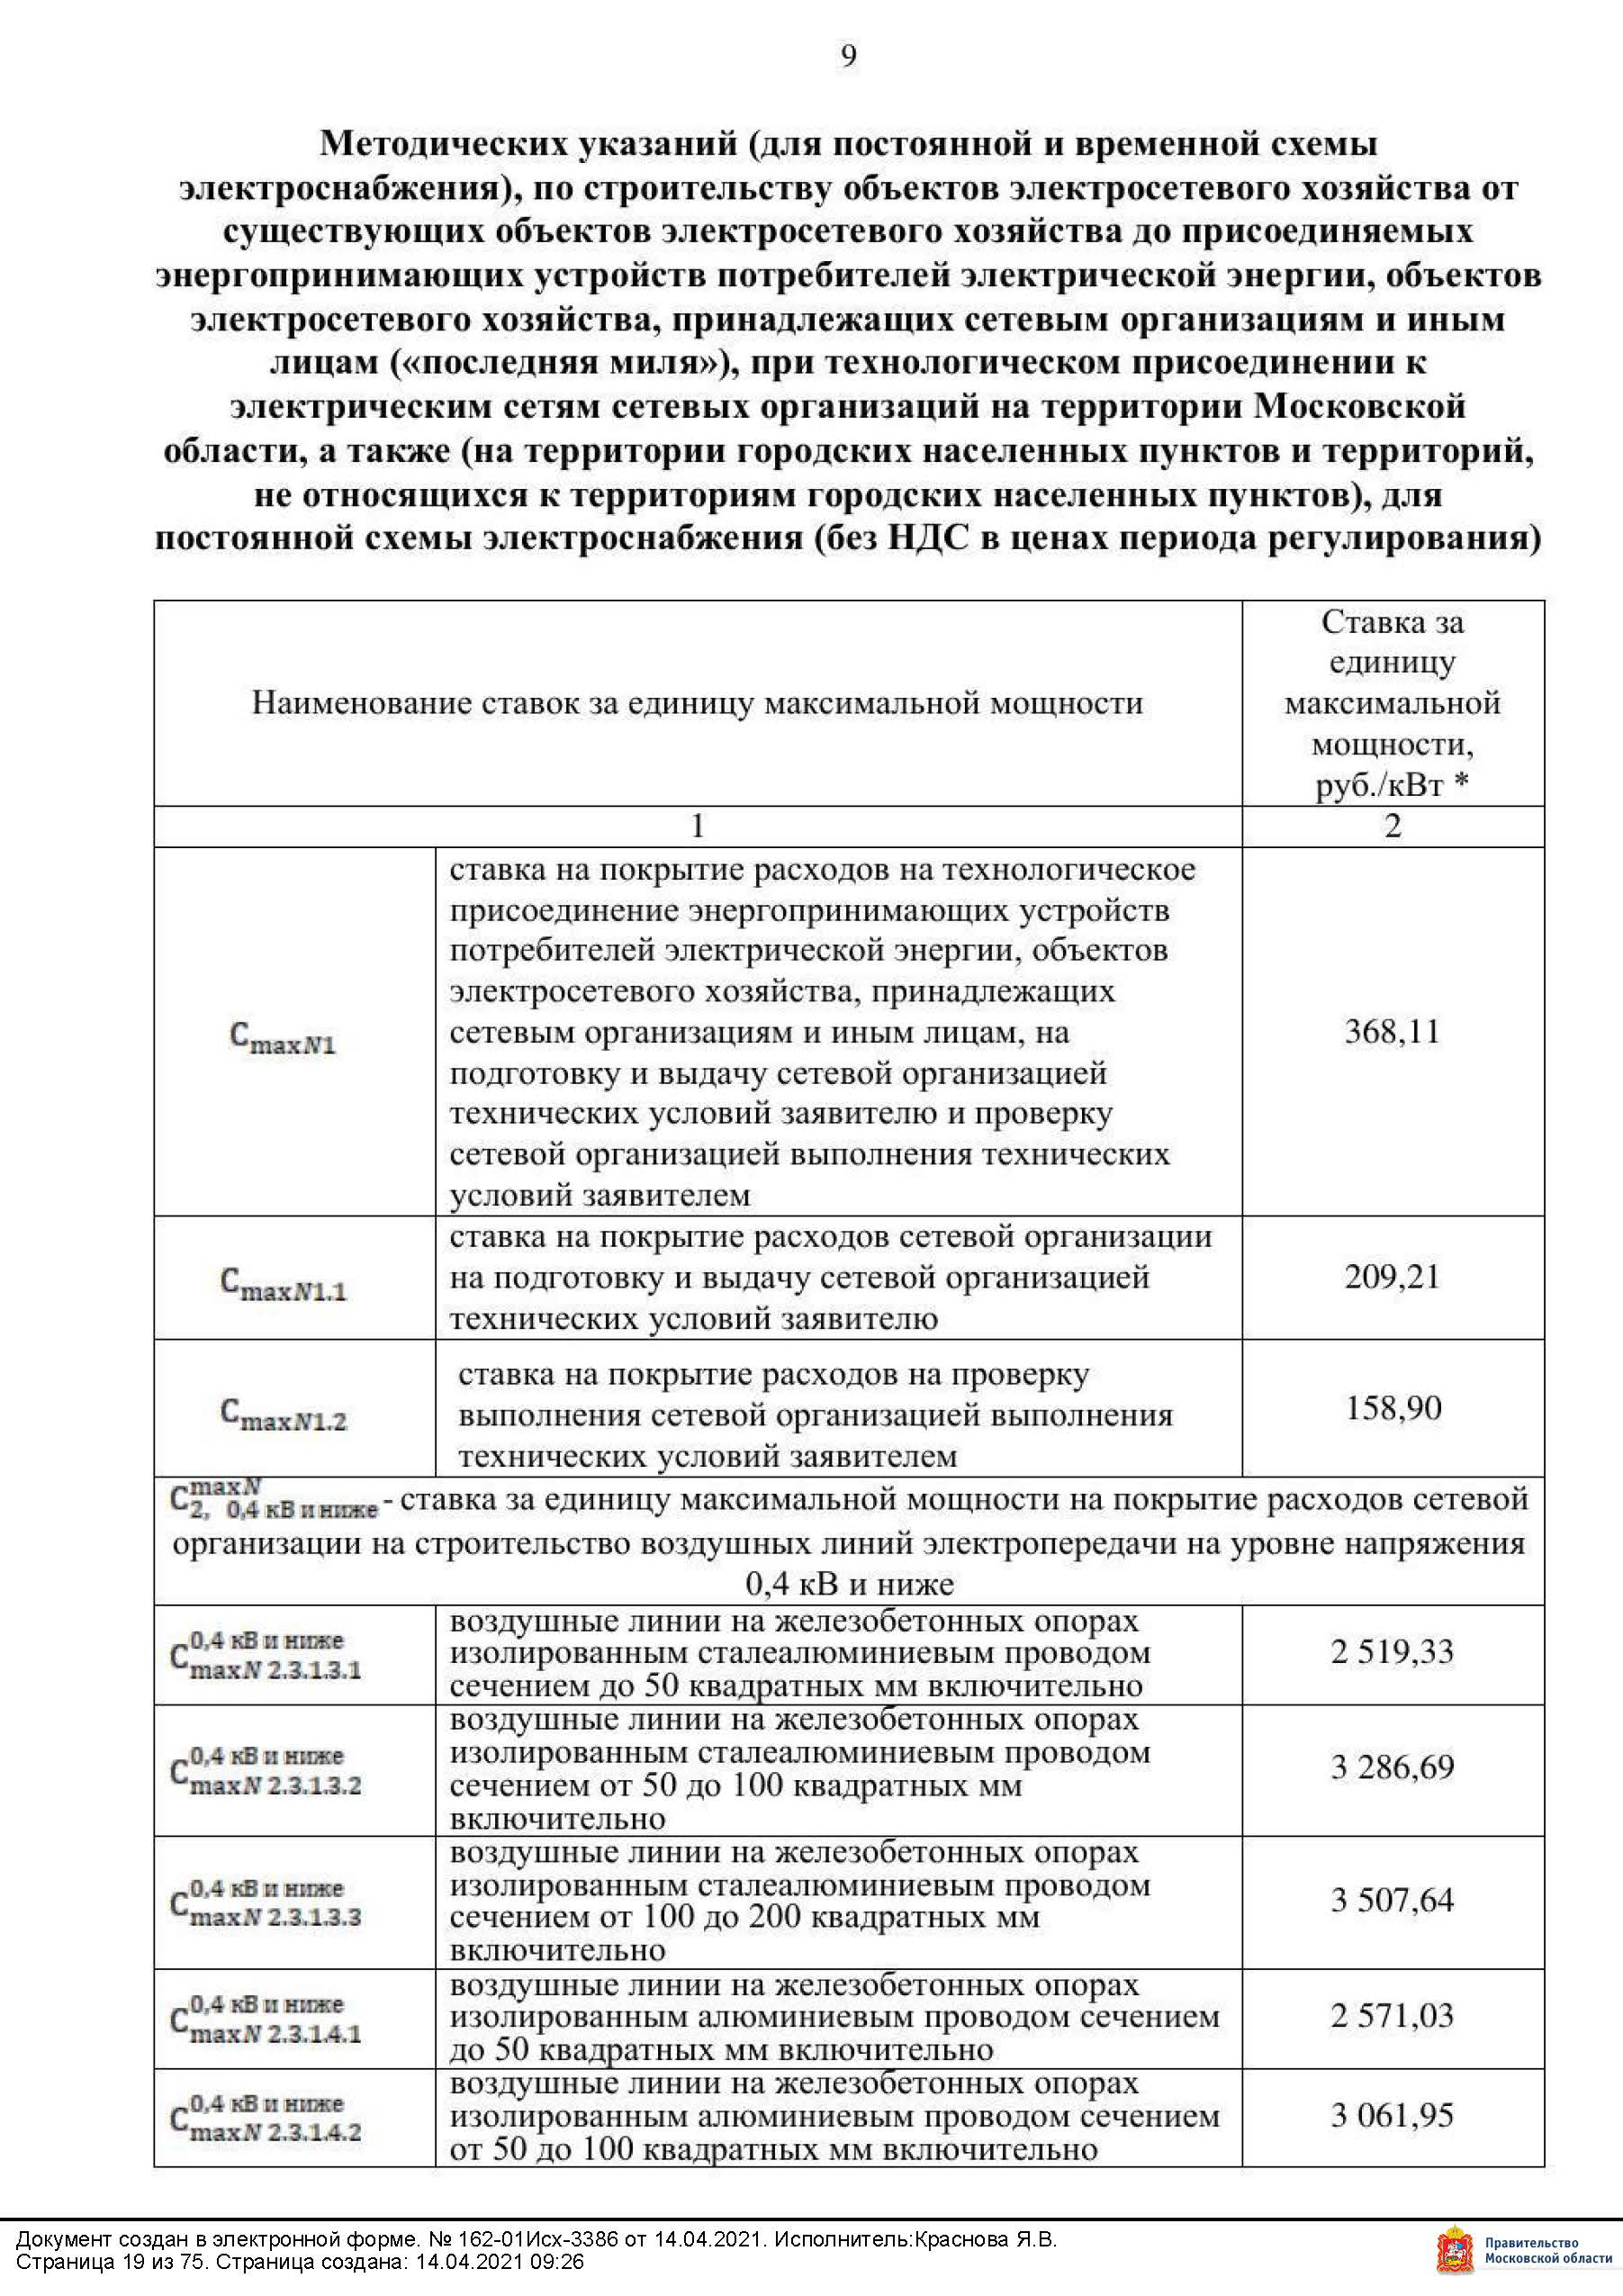 9
Методических указаний (для постоянной и временной схемы
электроснабжения), по строительству объектов электросетевого хозяйства от
существующих объектов электросетевого хозяйства до присоединяемых
энергопринимающих устройств потребителей электрической энергии, объектов
электросетевого хозяйства, принадлежащих сетевым организациям и иным
лицам («последняя миля»), при технологическом присоединении к
электрическим сетям сетевых организаций на территории Московской
области, а также (на территории городских населенных пунктов и территорий,
не относящихся к территориям городских населенных пунктов), для
постоянной схемы электроснабжения (без НДС в ценах периода регулирования)
Наименование ставок за единицу максимальной мощности
Ставка за
единицу
максимальной
мощности,
руб./кВт *
1
2
C maxN1
ставка на покрытие расходов на технологическое
присоединение энергопринимающих устройств
потребителей электрической энергии, объектов
электросетевого хозяйства, принадлежащих
сетевым организациям и иным лицам, на
подготовку и выдачу сетевой организацией
технических условий заявителю и проверку
сетевой организацией выполнения технических
условий заявителем
368,11
C maxN1.1
ставка на покрытие расходов сетевой организации
на подготовку и выдачу сетевой организацией
технических условий заявителю
209,21
C maxN1.2
ставка на покрытие расходов на проверку
выполнения сетевой организацией выполнения
технических условий заявителем
158,90
C maxN 2, 0,4 кВ и ниже - ставка за единицу максимальной мощности на покрытие расходов сетевой
организации на строительство воздушных линий электропередачи на уровне напряжения
0,4 кВ и ниже
C 0,4 кВ и ниже maxN 2.3.1.3.1
воздушные линии на железобетонных опорах
изолированным сталеалюминиевым проводом
сечением до 50 квадратных мм включительно
2 519,33
C 0,4 кВ и ниже maxN 2.3.1.3.2
воздушные линии на железобетонных опорах
изолированным сталеалюминиевым проводом
сечением от 50 до 100 квадратных мм
включительно
3 286,69
C 0,4 кВ и ниже maxN 2.3.1.3.3
воздушные линии на железобетонных опорах
изолированным сталеалюминиевым проводом
сечением от 100 до 200 квадратных мм
включительно
3 507,64
C 0,4 кВ и ниже maxN 2.3.1.4.1
воздушные линии на железобетонных опорах
изолированным алюминиевым проводом сечением
до 50 квадратных мм включительно
2 571,03
C 0,4 кВ и ниже maxN 2.3.1.4.2
воздушные линии на железобетонных опорах
изолированным алюминиевым проводом сечением
от 50 до 100 квадратных мм включительно
3 061,95
Документ создан в электронной форме. № 162-01Исх-3386 от 14.04.2021. Исполнитель:Краснова Я.В.
Страница 19 из 75. Страница создана: 14.04.2021 09:26
Правительство
Московской области